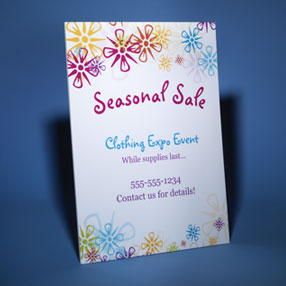 Seasonal Sale
Clothing Expo Event
While supplies last...
555-555-1234
Contact us for details!